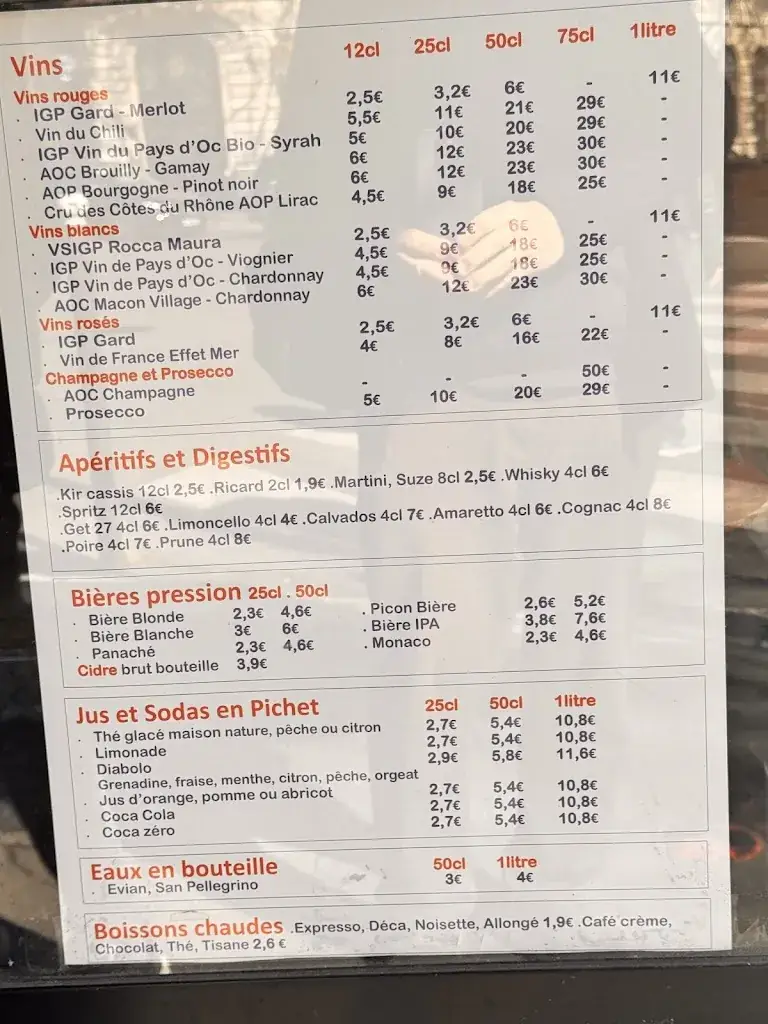 Vins 12cl 25cl 50cl 75cl 1litre
Vins rouges
. IGP Gard - Merlot 2,5€ 3,2€ 6€ - 11€
. Vin du Chili 5,5€ 11€ 21€ 29€ -
. IGP Vin du Pays d'Oc Bio - Syrah 5€ 10€ 20€ 29€ -
. AOC Brouilly - Gamay 6€ 12€ 23€ 30€ -
. AOP Bourgogne - Pinot noir 6€ 12€ 23€ 30€ -
. Cru des Côtes du Rhône AOP Lirac 4,5€ 9€ 18€ 25€ -
Vins blancs
. VSIGP Rocca Maura 2,5€ 3,2€ 6€ - 11€
. IGP Vin de Pays d'Oc - Viognier 4,5€ 9€ 18€ 25€ -
. IGP Vin de Pays d'Oc - Chardonnay 4,5€ 9€ 18€ 25€ -
. AOC Macon Village - Chardonnay 6€ 12€ 23€ 30€ -
Vins rosés
. IGP Gard 2,5€ 3,2€ 6€ - 11€
. Vin de France Effet Mer 4€ 8€ 16€ 22€ -
Champagne et Prosecco
. AOC Champagne - - - 50€ -
. Prosecco 5€ 10€ 20€ 29€ -
Apéritifs et Digestifs
.Kir cassis 12cl 2,5€ .Ricard 2cl 1,9€ .Martini, Suze 8cl 2,5€ .Whisky 4cl 6€
.Spritz 12cl 6€
.Get 27 4cl 6€ .Limoncello 4cl 4€ .Calvados 4cl 7€ .Amaretto 4cl 6€ .Cognac 4cl 8€
.Poire 4cl 7€ .Prune 4cl 8€
Bières pression 25cl . 50cl
. Bière Blonde 2,3€ 4,6€ . Picon Bière 2,6€ 5,2€
. Bière Blanche 3€ 6€ . Bière IPA 3,8€ 7,6€
. Panaché 2,3€ 4,6€ . Monaco 2,3€ 4,6€
Cidre brut bouteille 3,9€
Jus et Sodas en Pichet 25cl 50cl 1litre
. Thé glacé maison nature, pêche ou citron 2,7€ 5,4€ 10,8€
. Limonade 2,7€ 5,4€ 10,8€
. Diabolo 2,9€ 5,8€ 11,6€
Grenadine, fraise, menthe, citron, pêche, orgeat
. Jus d'orange, pomme ou abricot 2,7€ 5,4€ 10,8€
. Coca Cola 2,7€ 5,4€ 10,8€
. Coca zéro 2,7€ 5,4€ 10,8€
Eaux en bouteille 50cl 1litre
. Evian, San Pellegrino 3€ 4€
Boissons chaudes .Expresso, Déca, Noisette, Allongé 1,9€ .Café crème,
Chocolat, Thé, Tisane 2,6 €